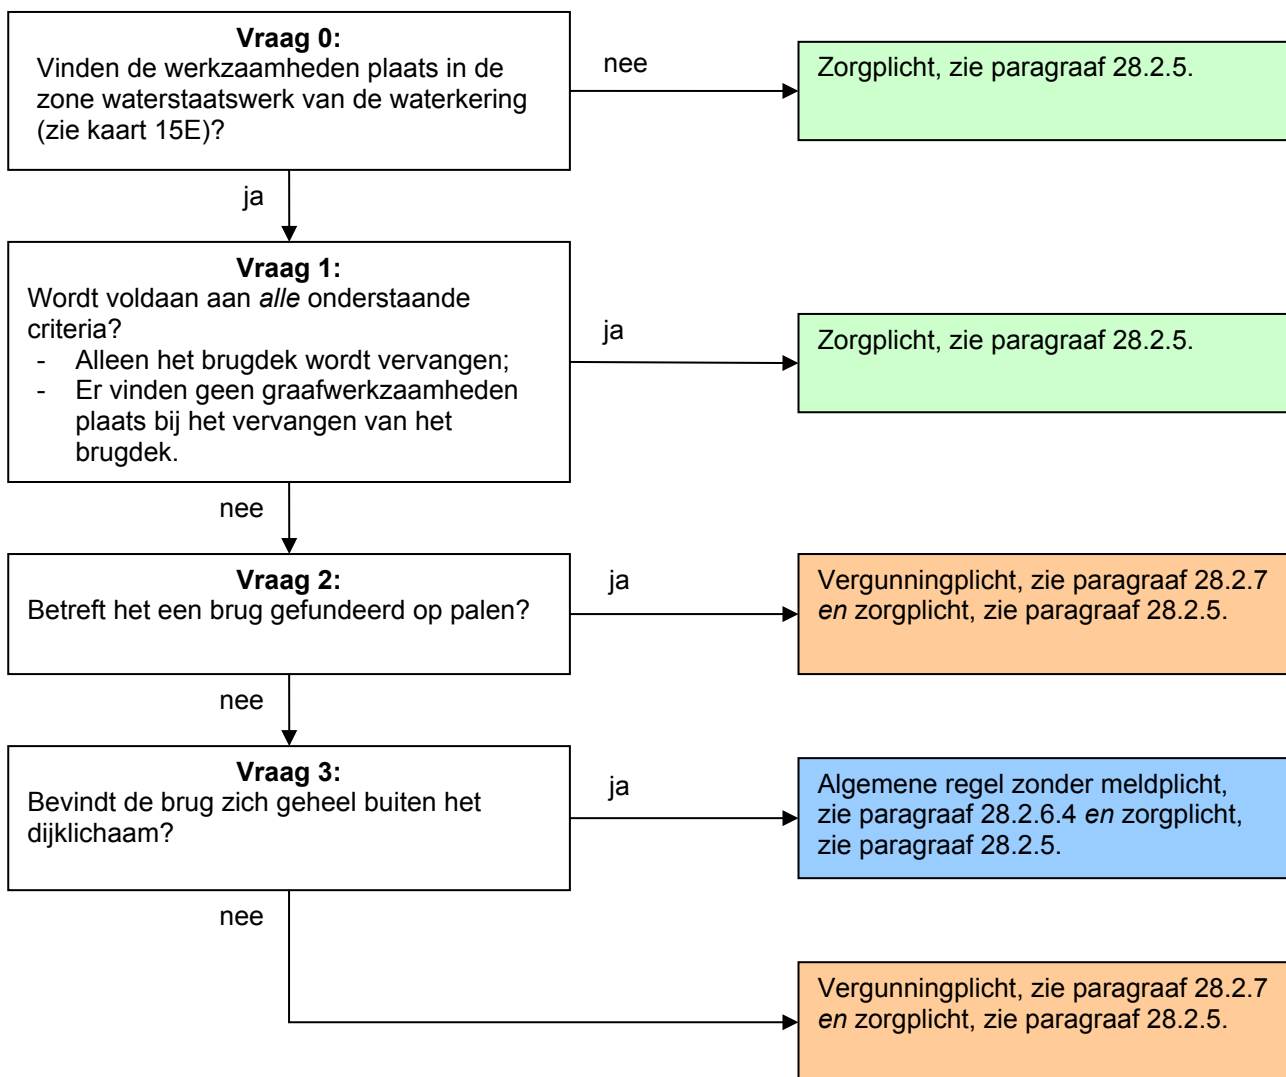 Vraag 0:
Vinden de werkzaamheden plaats in de
zone waterstaatswerk van de waterkering
(zie kaart 15E)?
nee
Zorgplicht, zie paragraaf 28.2.5.
ja
Vraag 1:
Wordt voldaan aan alle onderstaande
criteria?
- Alleen het brugdek wordt vervangen;
- Er vinden geen graafwerkzaamheden
plaats bij het vervangen van het
brugdek.
ja
Zorgplicht, zie paragraaf 28.2.5.
nee
Vraag 2:
Betreft het een brug gefundeerd op palen?
ja
Vergunningplicht, zie paragraaf 28.2.7
en zorgplicht, zie paragraaf 28.2.5.
nee
Vraag 3:
Bevindt de brug zich geheel buiten het
dijklichaam?
ja
Algemene regel zonder meldplicht,
zie paragraaf 28.2.6.4 en zorgplicht,
zie paragraaf 28.2.5.
nee
Vergunningplicht, zie paragraaf 28.2.7
en zorgplicht, zie paragraaf 28.2.5.